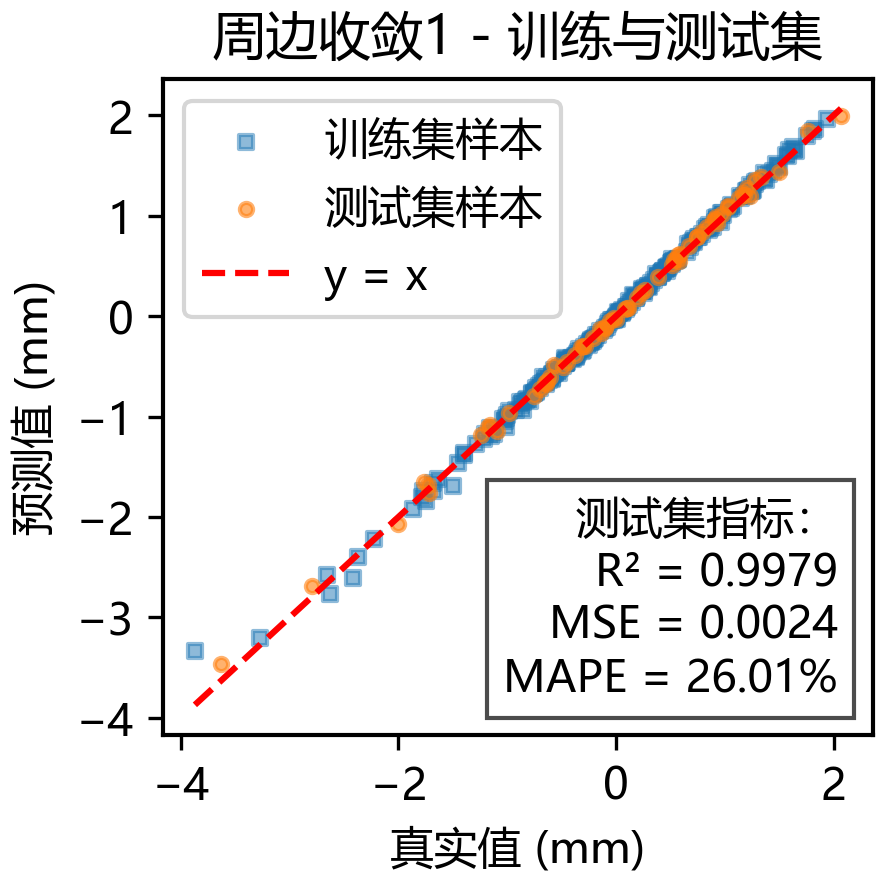 周边收敛1 - 训练与测试集
训练集样本
测试集样本
y = x
预测值 (mm)
2
1
0
−1
−2
−3
−4
测试集指标：
R² = 0.9979
MSE = 0.0024
MAPE = 26.01%
−4
−2
0
2
真实值 (mm)